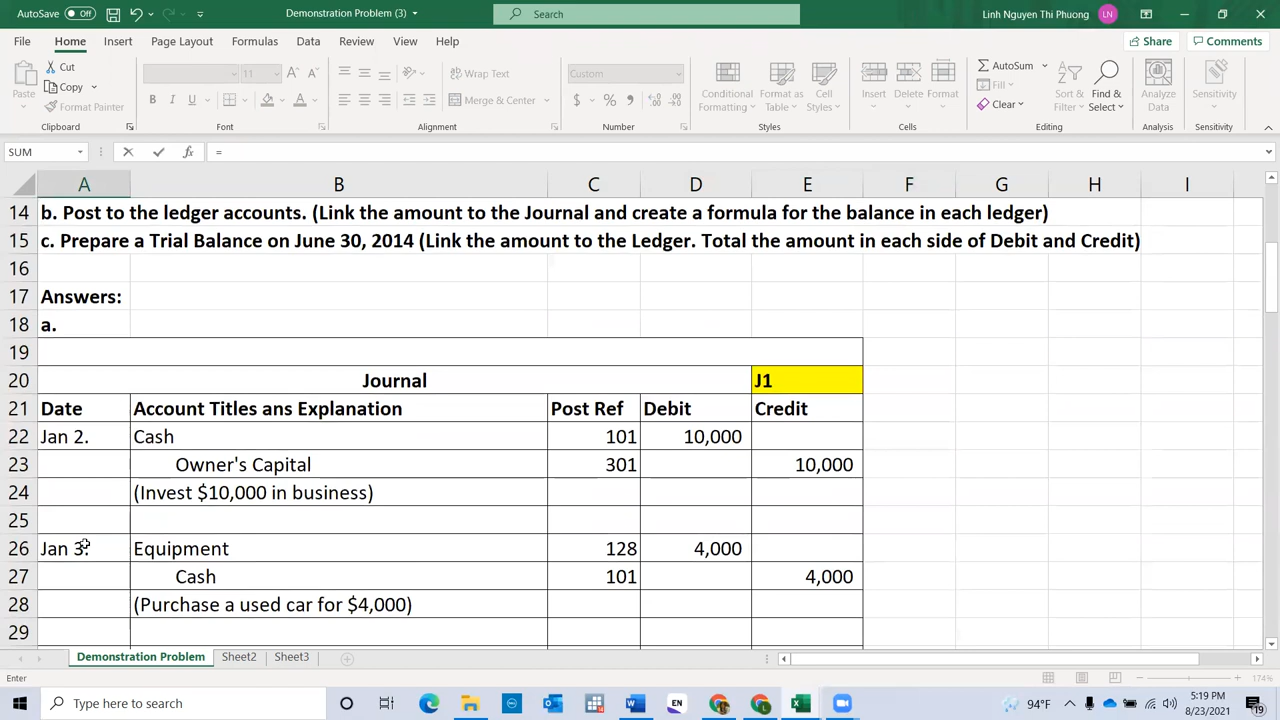 AutoSave Off Demonstration Problem (3) Search Linh Nguyen Thi Phuong LN
File Home Insert Page Layout Formulas Data Review View Help Share Comments
Paste Cut Copy Format Painter 11 Wrap Text Merge & Center Custom $ % Conditional Formatting Format as Table Cell Styles Insert Delete Format AutoSum Fill Clear Sort & Filter Find & Select Analyze Data Sensitivity
Clipboard Font Alignment Number Styles Cells Editing Analysis Sensitivity
SUM fx =
A B C D E F G H I
14 b. Post to the ledger accounts. (Link the amount to the Journal and create a formula for the balance in each ledger)
15 c. Prepare a Trial Balance on June 30, 2014 (Link the amount to the Ledger. Total the amount in each side of Debit and Credit)
16
17 Answers:
18 a.
19
20 Journal J1
21 Date Account Titles ans Explanation Post Ref Debit Credit
22 Jan 2. Cash 101 10,000
23 Owner's Capital 301 10,000
24 (Invest $10,000 in business)
25
26 Jan 3. Equipment 128 4,000
27 Cash 101 4,000
28 (Purchase a used car for $4,000)
29
Demonstration Problem Sheet2 Sheet3
Enter 174%
Type here to search EN 94°F 5:19 PM
8/23/2021 19